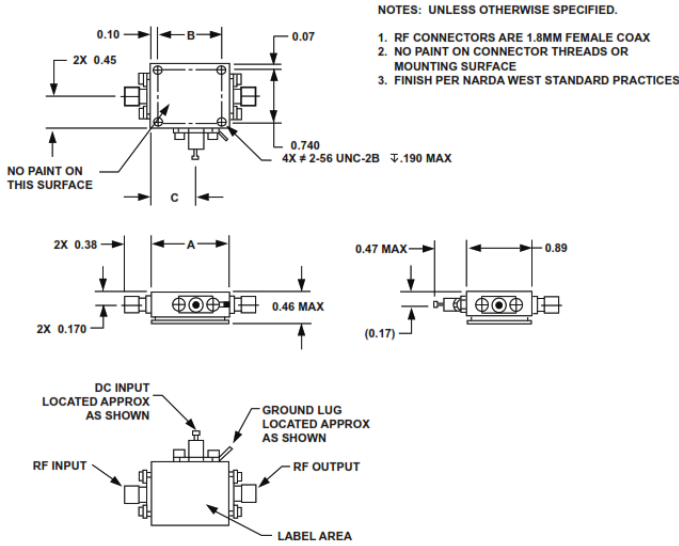 NOTES: UNLESS OTHERWISE SPECIFIED.
1. RF CONNECTORS ARE 1.8MM FEMALE COAX
2. NO PAINT ON CONNECTOR THREADS OR
MOUNTING SURFACE
3. FINISH PER NARDA WEST STANDARD PRACTICES
0.10
B
0.07
2X 0.45
0.740
4X ≠ 2-56 UNC-2B ↧.190 MAX
NO PAINT ON
THIS SURFACE
C
2X 0.38
A
0.46 MAX
2X 0.170
0.47 MAX
0.89
(0.17)
DC INPUT
LOCATED APPROX
AS SHOWN
GROUND LUG
LOCATED APPROX
AS SHOWN
RF INPUT
RF OUTPUT
LABEL AREA